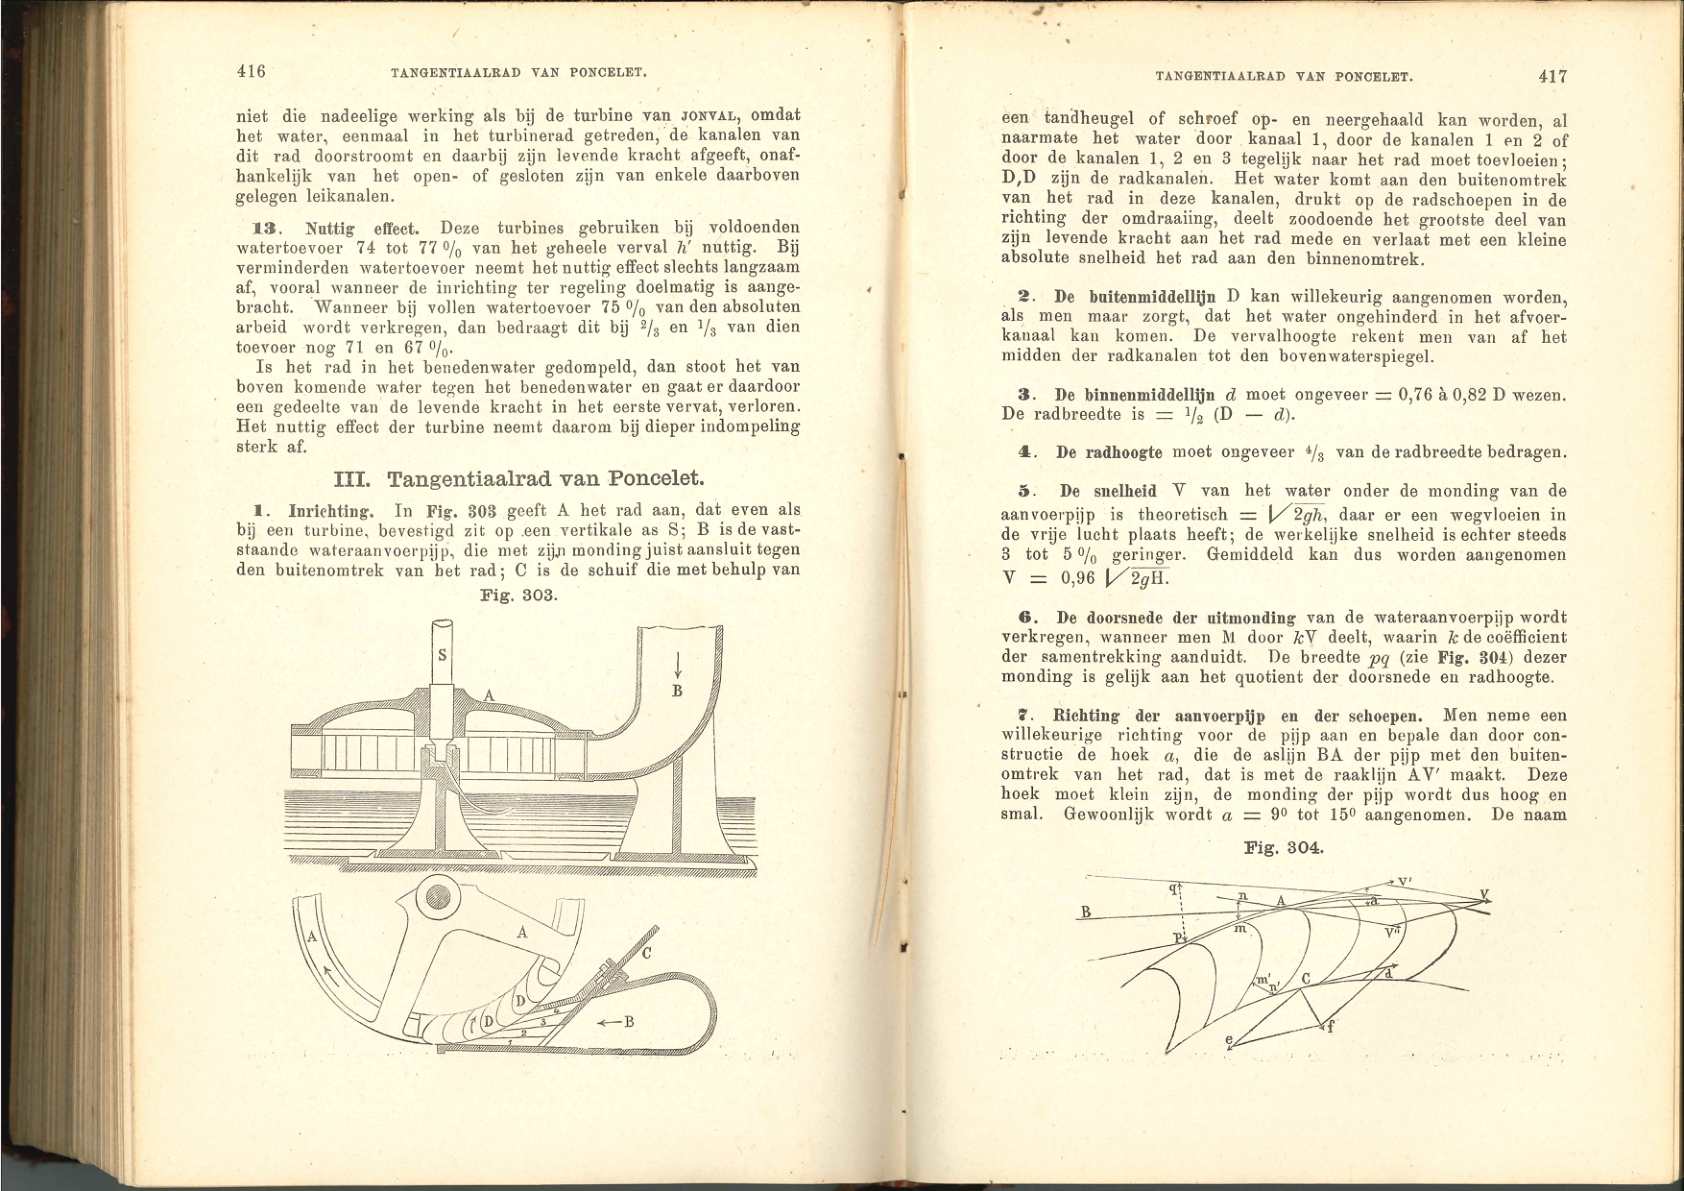 416 TANGENTIAALRAD VAN PONCELET.
niet die nadeelige werking als bij de turbine van JONVAL, omdat
het water, eenmaal in het turbinerad getreden, de kanalen van
dit rad doorstroomt en daarbij zijn levende kracht afgeeft, onaf-
hankelijk van het open- of gesloten zijn van enkele daarboven
gelegen leikanalen.
13. Nuttig effect. Deze turbines gebruiken bij voldoenden
watertoevoer 74 tot 77 % van het geheele verval h′ nuttig. Bij
verminderden watertoevoer neemt het nuttig effect slechts langzaam
af, vooral wanneer de inrichting ter regeling doelmatig is aange-
bracht. Wanneer bij vollen watertoevoer 75 % van den absoluten
arbeid wordt verkregen, dan bedraagt dit bij ²/₃ en ¹/₃ van dien
toevoer nog 71 en 67 %.
Is het rad in het benedenwater gedompeld, dan stoot het van
boven komende water tegen het benedenwater en gaat er daardoor
een gedeelte van de levende kracht in het eerste vervat, verloren.
Het nuttig effect der turbine neemt daarom bij dieper indompeling
sterk af.
III. Tangentiaalrad van Poncelet.
1. Inrichting. In Fig. 303 geeft A het rad aan, dat even als
bij een turbine, bevestigd zit op een vertikale as S; B is de vast-
staande wateraanvoerpijp, die met zijn monding juist aansluit tegen
den buitenomtrek van het rad; C is de schuif die met behulp van
Fig. 303.
S
A
B
A
A
C
D
D
4
3
2
1
B
TANGENTIAALRAD VAN PONCELET. 417
een tandheugel of schroef op- en neergehaald kan worden, al
naarmate het water door kanaal 1, door de kanalen 1 en 2 of
door de kanalen 1, 2 en 3 tegelijk naar het rad moet toevloeien;
D,D zijn de radkanalen. Het water komt aan den buitenomtrek
van het rad in deze kanalen, drukt op de radschoepen in de
richting der omdraaiing, deelt zoodoende het grootste deel van
zijn levende kracht aan het rad mede en verlaat met een kleine
absolute snelheid het rad aan den binnenomtrek.
2. De buitenmiddellijn D kan willekeurig aangenomen worden,
als men maar zorgt, dat het water ongehinderd in het afvoer-
kanaal kan komen. De vervalhoogte rekent men van af het
midden der radkanalen tot den bovenwaterspiegel.
3. De binnenmiddellijn d moet ongeveer = 0,76 à 0,82 D wezen.
De radbreedte is = ¹/₂ (D — d).
4. De radhoogte moet ongeveer ⁴/₃ van de radbreedte bedragen.
5. De snelheid V van het water onder de monding van de
aanvoerpijp is theoretisch = √2gh, daar er een wegvloeien in
de vrije lucht plaats heeft; de werkelijke snelheid is echter steeds
3 tot 5 % geringer. Gemiddeld kan dus worden aangenomen
V = 0,96 √2gH.
6. De doorsnede der uitmonding van de wateraanvoerpijp wordt
verkregen, wanneer men M door kV deelt, waarin k de coëfficient
der samentrekking aanduidt. De breedte pq (zie Fig. 304) dezer
monding is gelijk aan het quotient der doorsnede en radhoogte.
7. Richting der aanvoerpijp en der schoepen. Men neme een
willekeurige richting voor de pijp aan en bepale dan door con-
structie de hoek a, die de aslijn BA der pijp met den buiten-
omtrek van het rad, dat is met de raaklijn AV′ maakt. Deze
hoek moet klein zijn, de monding der pijp wordt dus hoog en
smal. Gewoonlijk wordt a = 9° tot 15° aangenomen. De naam
Fig. 304.
q
n
A
a
V′
V
B
p
m
V″
m′
n′
C
d
e
f